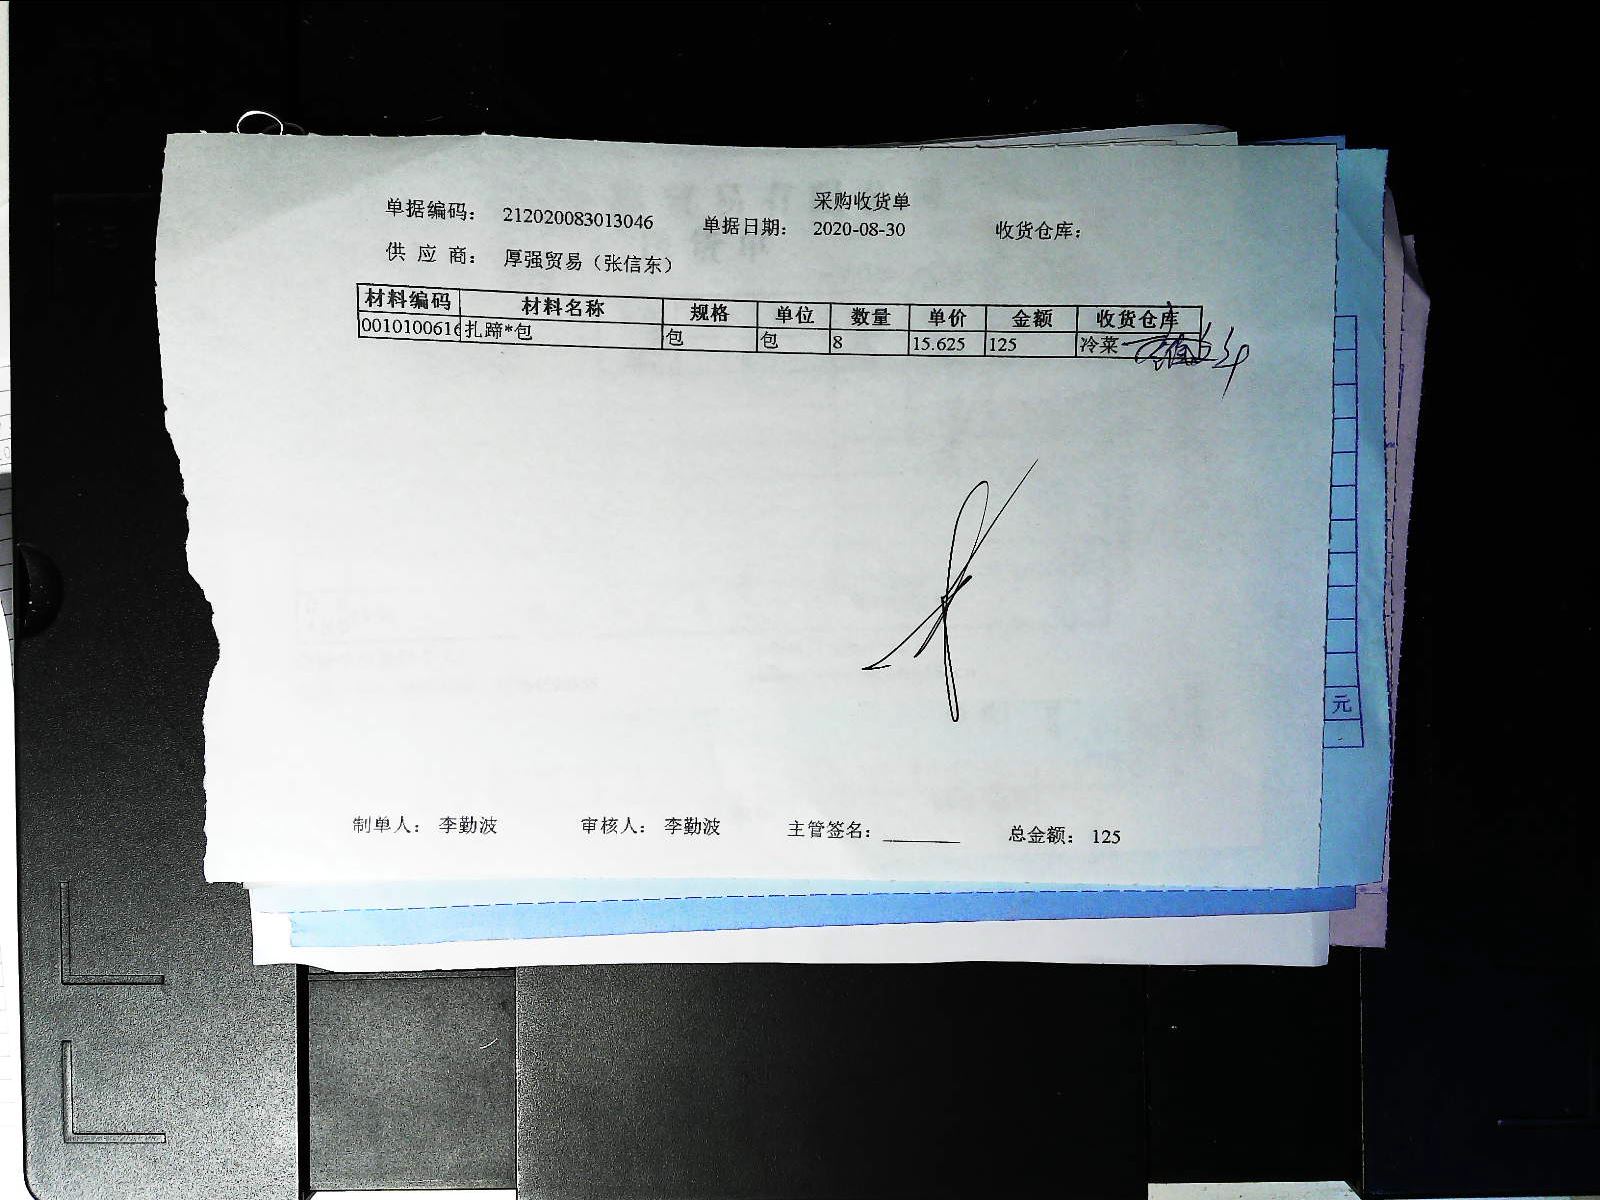 采购收货单
单据编码: 212020083013046 单据日期: 2020-08-30 收货仓库:
供 应 商: 厚强贸易（张信东）
材料编码 材料名称 规格 单位 数量 单价 金额 收货仓库
0010100616 扎蹄*包 包 包 8 15.625 125 冷菜
元
制单人: 李勤波 审核人: 李勤波 主管签名: 总金额: 125